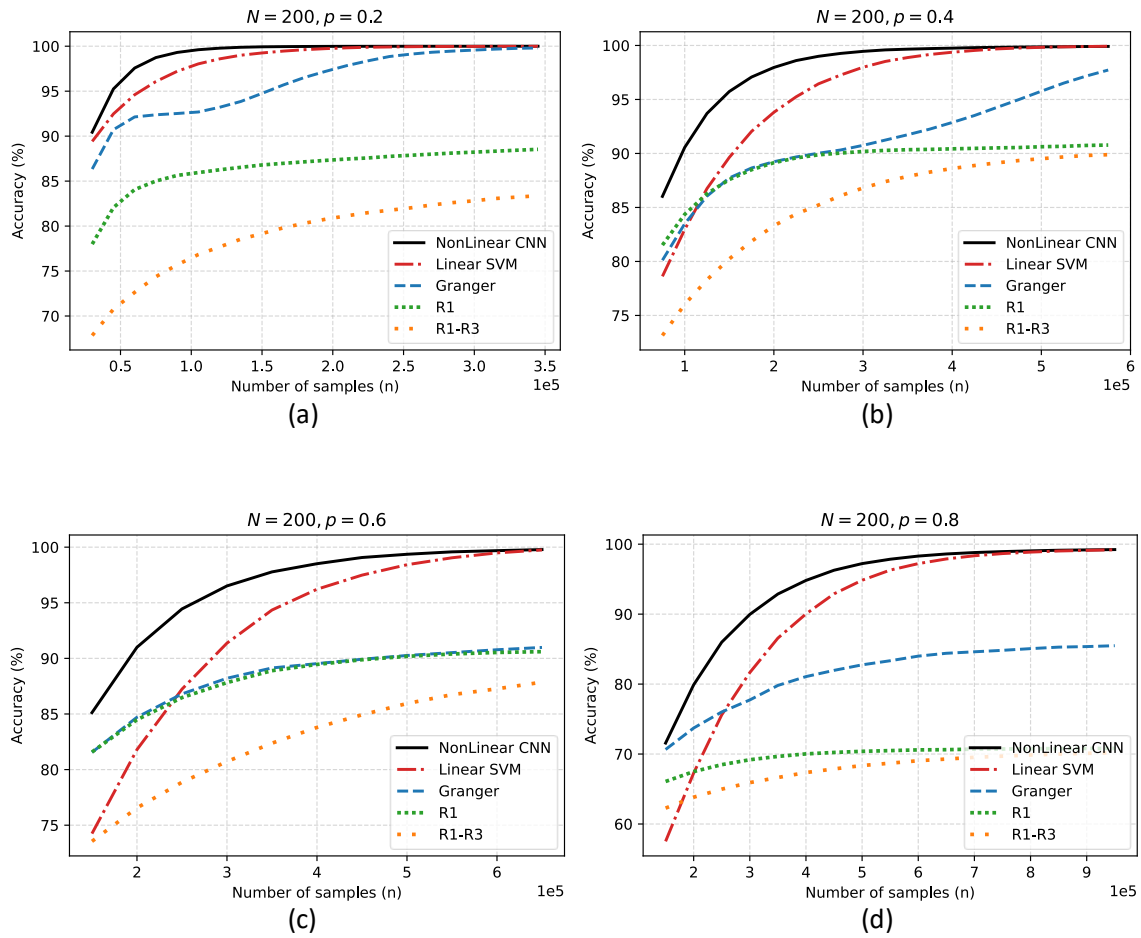 N = 200, p = 0.2
Accuracy (%)
100
95
90
85
80
75
70
NonLinear CNN
Linear SVM
Granger
R1
R1-R3
0.5 1.0 1.5 2.0 2.5 3.0 3.5
1e5
Number of samples (n)
(a)
N = 200, p = 0.4
Accuracy (%)
100
95
90
85
80
75
NonLinear CNN
Linear SVM
Granger
R1
R1-R3
1 2 3 4 5 6
1e5
Number of samples (n)
(b)
N = 200, p = 0.6
Accuracy (%)
100
95
90
85
80
75
NonLinear CNN
Linear SVM
Granger
R1
R1-R3
2 3 4 5 6
1e5
Number of samples (n)
(c)
N = 200, p = 0.8
Accuracy (%)
100
90
80
70
60
NonLinear CNN
Linear SVM
Granger
R1
R1-R3
2 3 4 5 6 7 8 9
1e5
Number of samples (n)
(d)